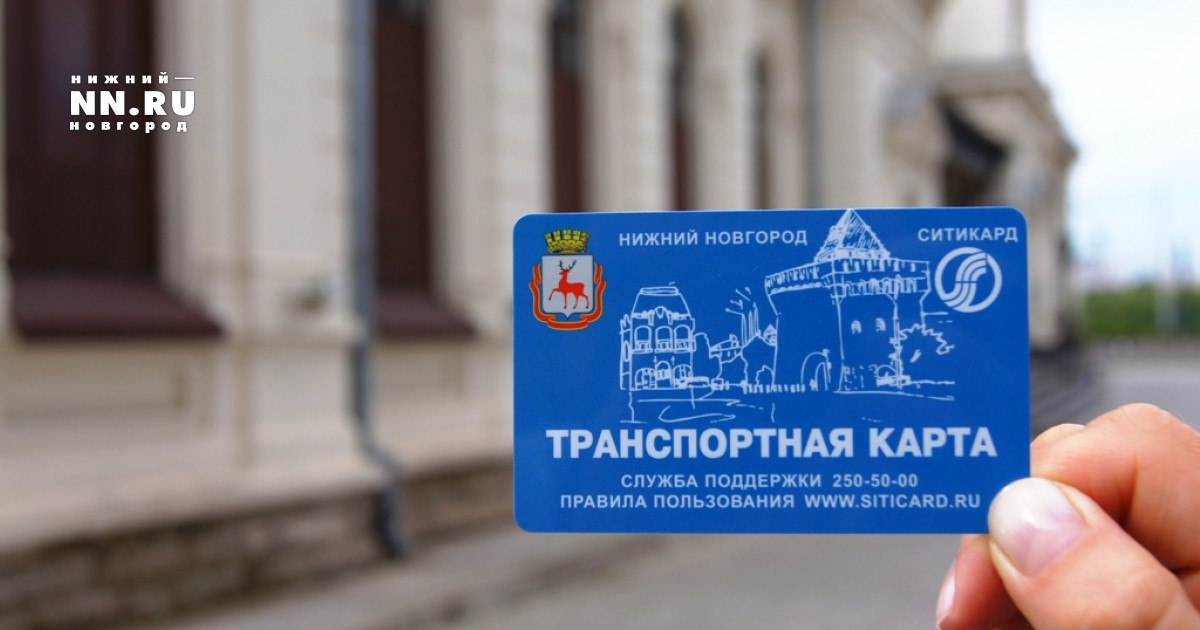 НИЖНИЙ
NN.RU
НОВГОРОД
НИЖНИЙ НОВГОРОД СИТИКАРД
ТРАНСПОРТНАЯ КАРТА
СЛУЖБА ПОДДЕРЖКИ 250-50-00
ПРАВИЛА ПОЛЬЗОВАНИЯ WWW.SITICARD.RU